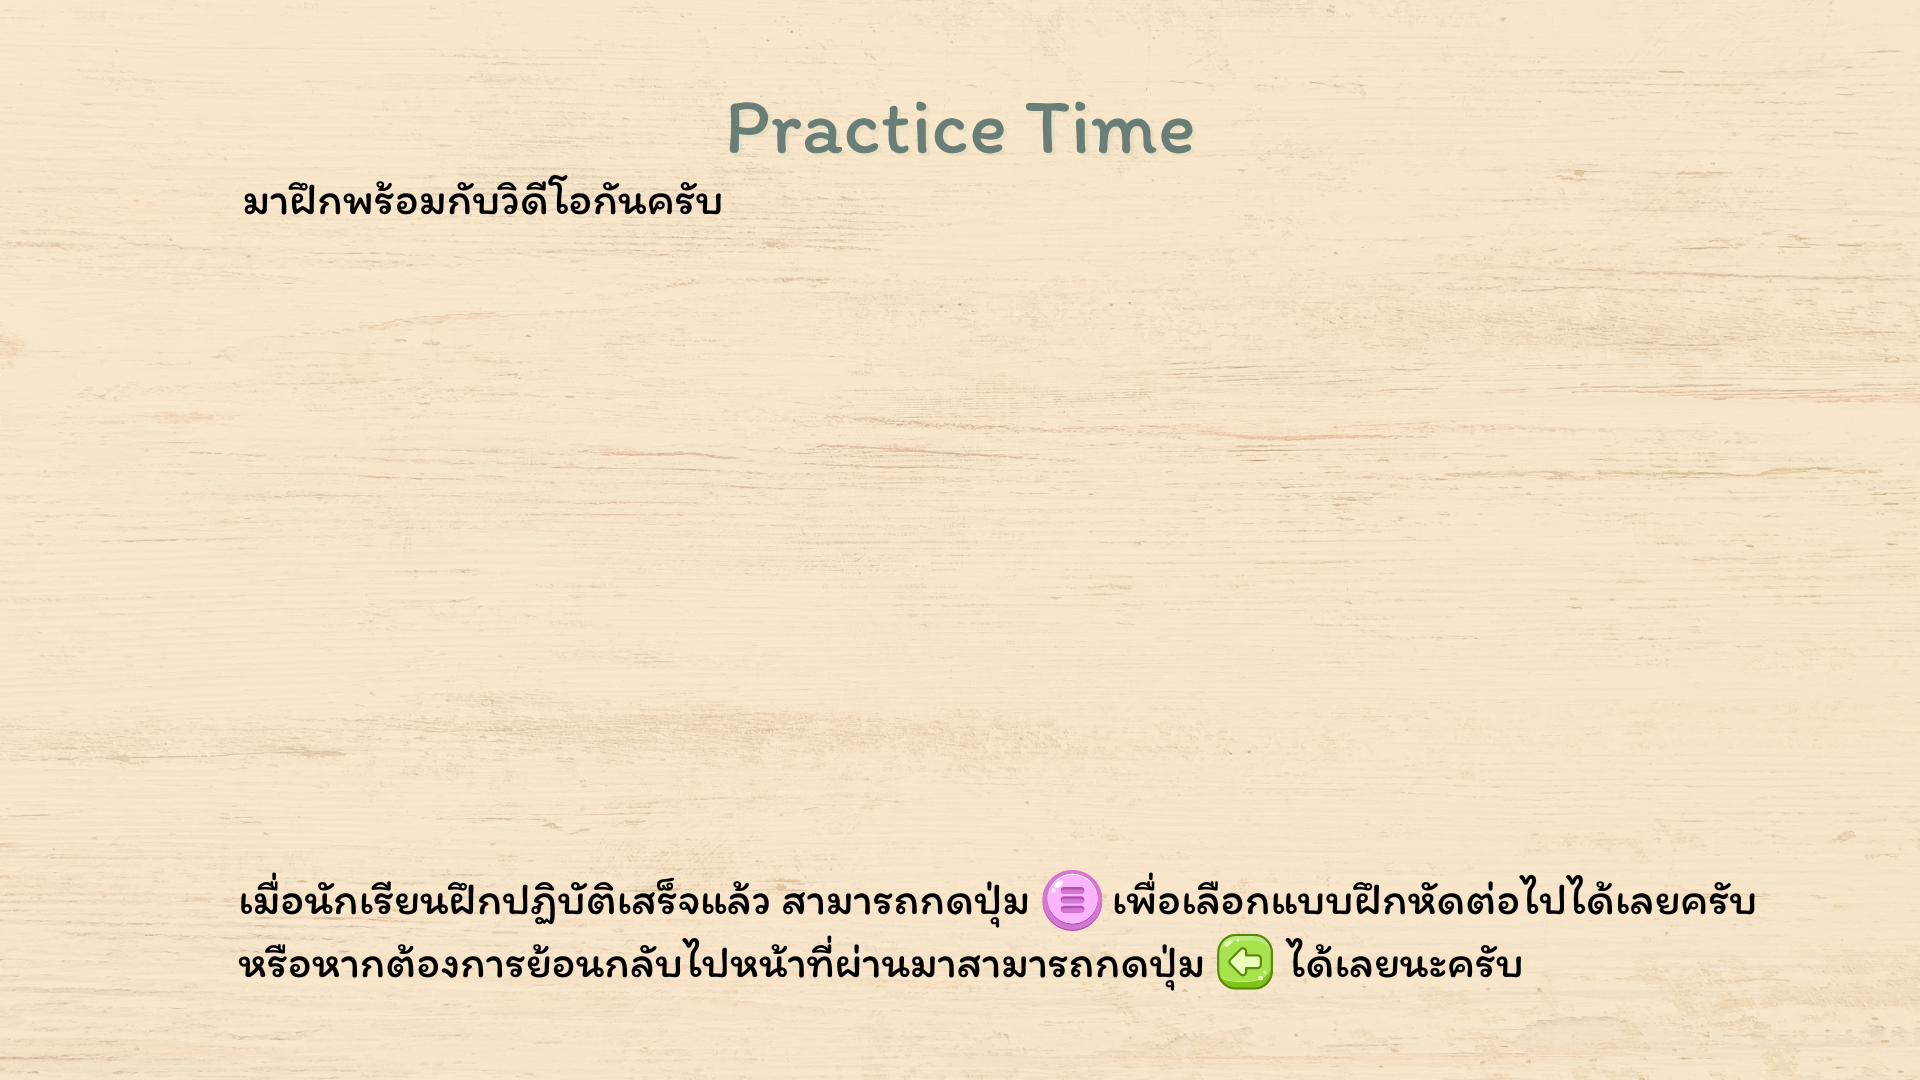 Practice Time
มาฝึกพร้อมกับวิดีโอกันครับ
เมื่อนักเรียนฝึกปฏิบัติเสร็จแล้ว สามารถกดปุ่ม เพื่อเลือกแบบฝึกหัดต่อไปได้เลยครับ
หรือหากต้องการย้อนกลับไปหน้าที่ผ่านมาสามารถกดปุ่ม ได้เลยนะครับ